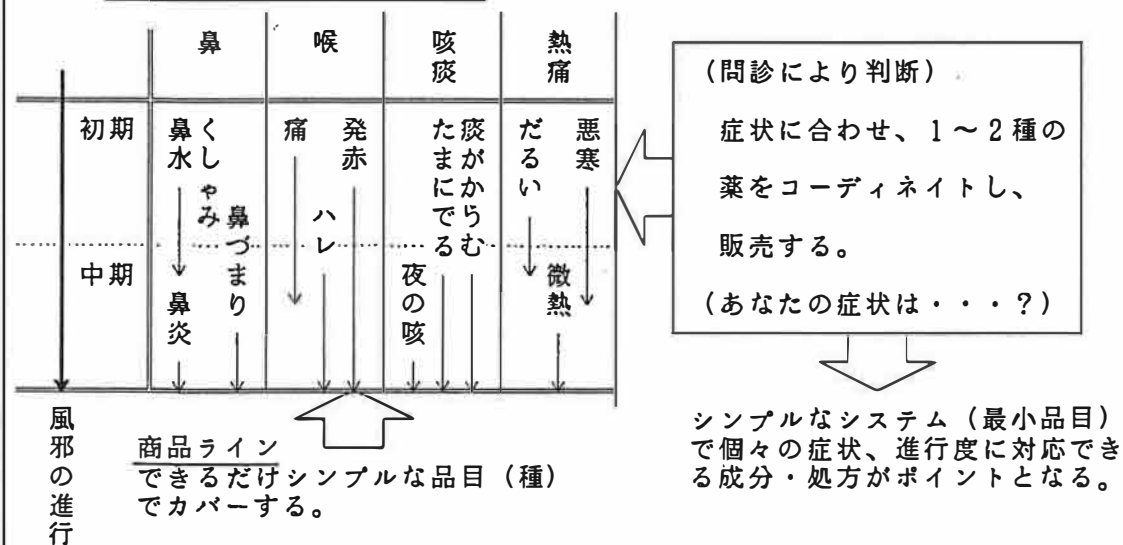 鼻
喉
咳痰
熱痛
初期
中期
鼻水
くしゃみ
鼻づまり
鼻炎
痛
発赤
ハレ
たまにでる
痰がからむ
夜の咳
だるい
悪寒
微熱
風邪の進行
(問診により判断)
症状に合わせ、1~2種の
薬をコーディネイトし、
販売する。
(あなたの症状は・・・?)
商品ライン
できるだけシンプルな品目(種)
でカバーする。
シンプルなシステム(最小品目)
で個々の症状、進行度に対応でき
る成分・処方がポイントとなる。